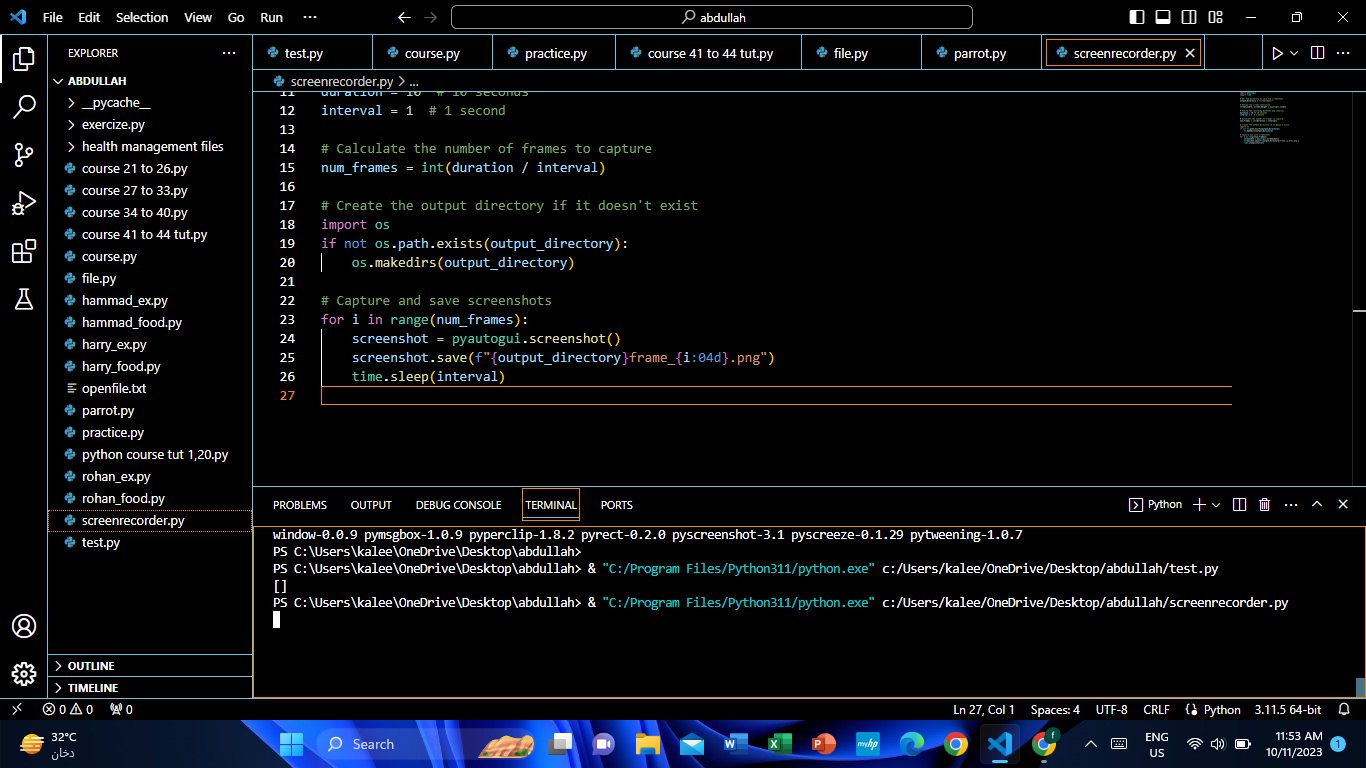 File Edit Selection View Go Run ··· abdullah
EXPLORER ···
test.py course.py practice.py course 41 to 44 tut.py file.py parrot.py screenrecorder.py
screenrecorder.py > ...
ABDULLAH
__pycache__
exercize.py
health management files
course 21 to 26.py
course 27 to 33.py
course 34 to 40.py
course 41 to 44 tut.py
course.py
file.py
hammad_ex.py
hammad_food.py
harry_ex.py
harry_food.py
openfile.txt
parrot.py
practice.py
python course tut 1,20.py
rohan_ex.py
rohan_food.py
screenrecorder.py
test.py
OUTLINE
TIMELINE
11 duration = 10 # 10 seconds
12 interval = 1 # 1 second
13
14 # Calculate the number of frames to capture
15 num_frames = int(duration / interval)
16
17 # Create the output directory if it doesn't exist
18 import os
19 if not os.path.exists(output_directory):
20     os.makedirs(output_directory)
21
22 # Capture and save screenshots
23 for i in range(num_frames):
24     screenshot = pyautogui.screenshot()
25     screenshot.save(f"{output_directory}frame_{i:04d}.png")
26     time.sleep(interval)
27
PROBLEMS OUTPUT DEBUG CONSOLE TERMINAL PORTS Python
window-0.0.9 pymsgbox-1.0.9 pyperclip-1.8.2 pyrect-0.2.0 pyscreenshot-3.1 pyscreeze-0.1.29 pytweening-1.0.7
PS C:\Users\kalee\OneDrive\Desktop\abdullah>
PS C:\Users\kalee\OneDrive\Desktop\abdullah> & "C:/Program Files/Python311/python.exe" c:/Users/kalee/OneDrive/Desktop/abdullah/test.py
[]
PS C:\Users\kalee\OneDrive\Desktop\abdullah> & "C:/Program Files/Python311/python.exe" c:/Users/kalee/OneDrive/Desktop/abdullah/screenrecorder.py
0 0 0 Ln 27, Col 1 Spaces: 4 UTF-8 CRLF Python 3.11.5 64-bit
32°C
دخان
Search
ENG
US
11:53 AM
10/11/2023
1